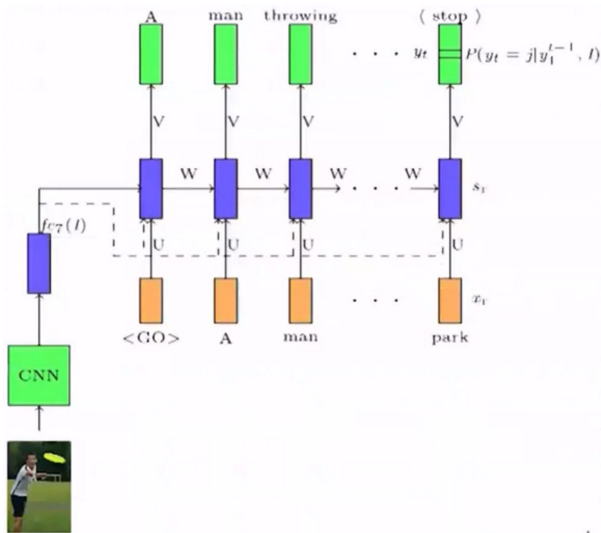 A man throwing ⟨ stop ⟩
· · · y_t P(y_t = j|y_1^{t-1}, I)
V V V V
W W W W
· · · s_t
fc_7(I)
U U U U
· · · x_t
<GO> A man park
CNN